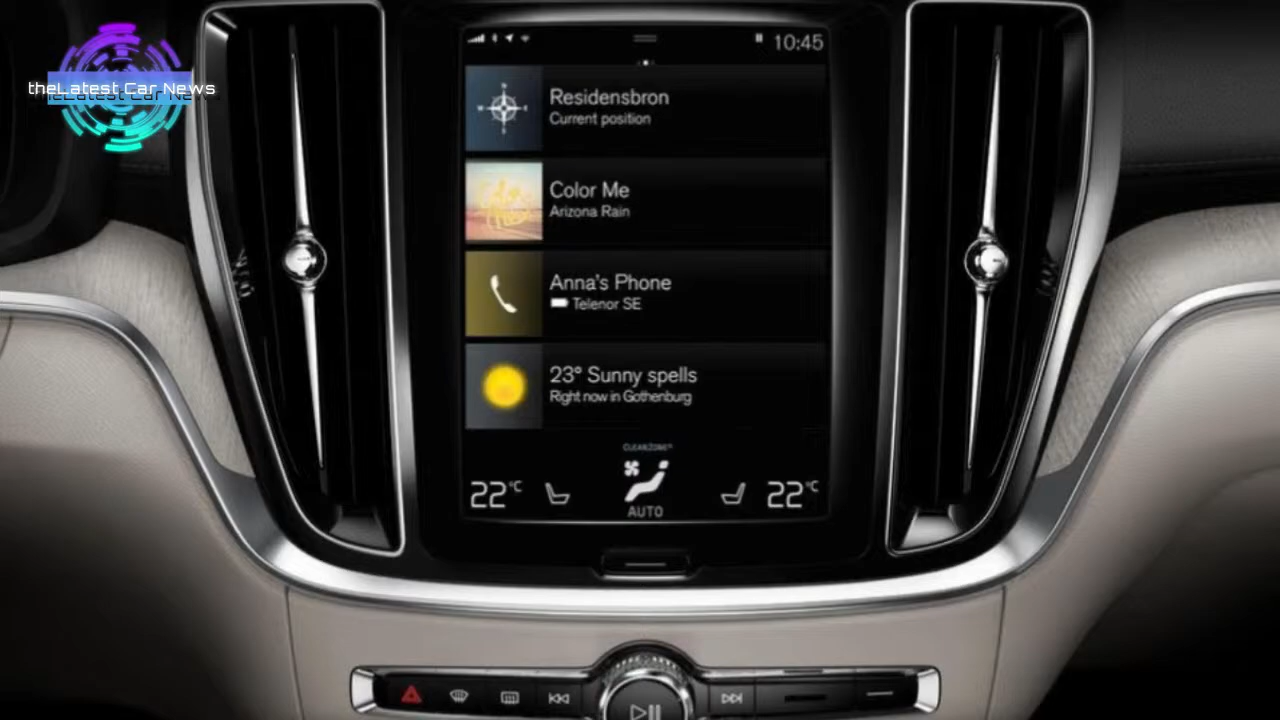 theLatest Car News
10:45
N
W
E
S
Residensbron
Current position
Color Me
Arizona Rain
Anna's Phone
Telenor SE
23° Sunny spells
Right now in Gothenburg
CLEANZONE™
22°C
22°C
AUTO